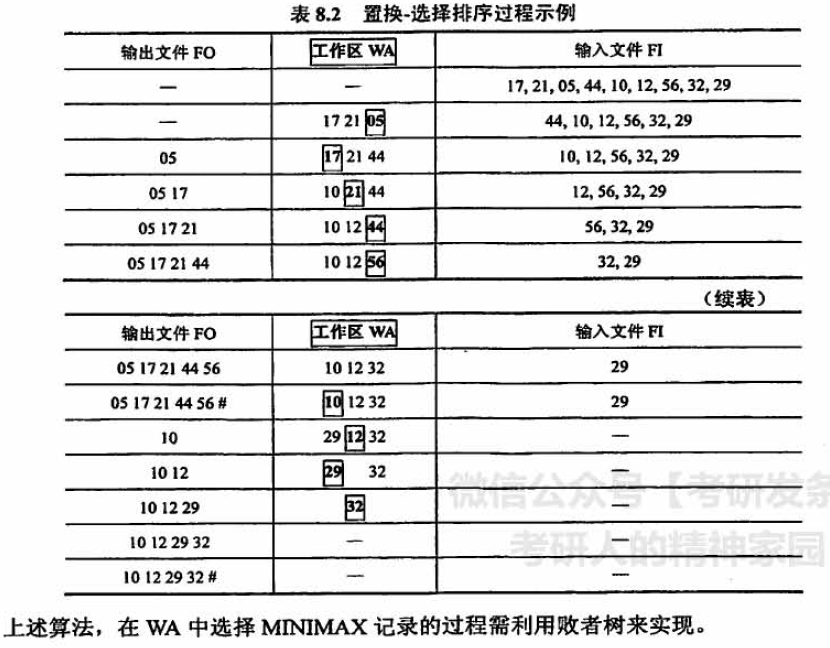 表 8.2 置换-选择排序过程示例
输出文件 FO 工作区 WA 输入文件 FI
— — 17, 21, 05, 44, 10, 12, 56, 32, 29
— 17 21 05 44, 10, 12, 56, 32, 29
05 17 21 44 10, 12, 56, 32, 29
05 17 10 21 44 12, 56, 32, 29
05 17 21 10 12 44 56, 32, 29
05 17 21 44 10 12 56 32, 29
（续表）
输出文件 FO 工作区 WA 输入文件 FI
05 17 21 44 56 10 12 32 29
05 17 21 44 56 # 10 12 32 29
10 29 12 32 —
10 12 29 32 —
10 12 29 32 —
10 12 29 32 — —
10 12 29 32 # — —
微信公众号【考研发条
考研人的精神家园
上述算法，在 WA 中选择 MINIMAX 记录的过程需利用败者树来实现。